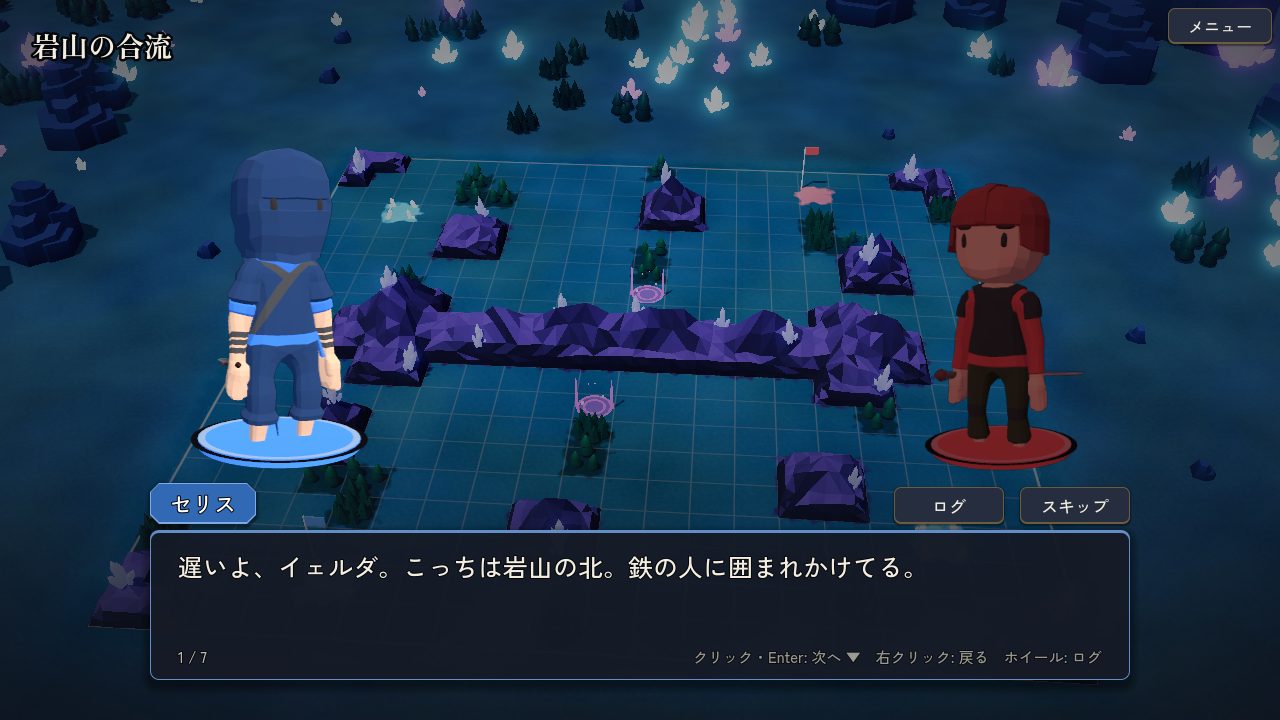 岩山の合流
メニュー
セリス
ログ
スキップ
遅いよ、イェルダ。こっちは岩山の北。鉄の人に囲まれかけてる。
1 / 7
クリック・Enter: 次へ ▼ 右クリック: 戻る ホイール: ログ